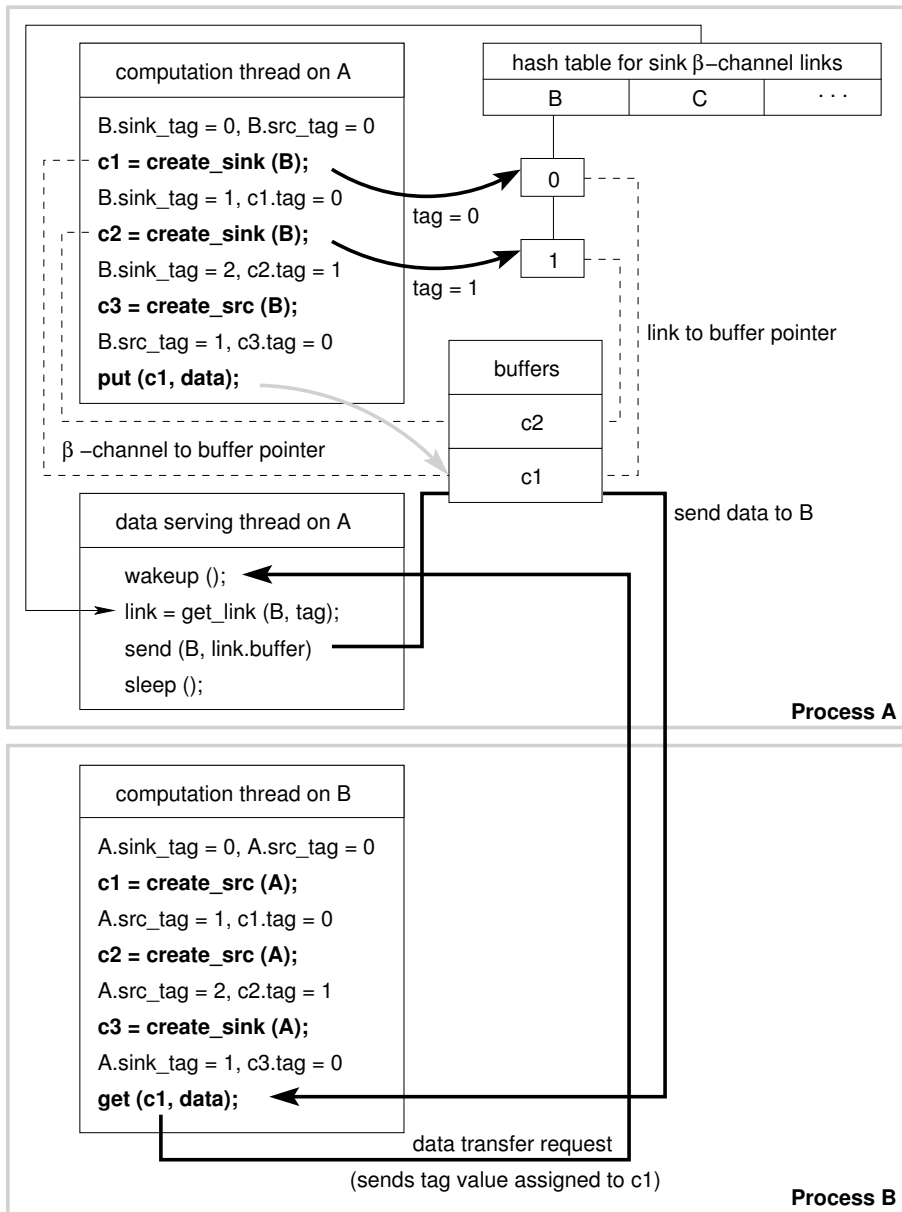 computation thread on A
B.sink_tag = 0, B.src_tag = 0
c1 = create_sink (B);
B.sink_tag = 1, c1.tag = 0
c2 = create_sink (B);
B.sink_tag = 2, c2.tag = 1
c3 = create_src (B);
B.src_tag = 1, c3.tag = 0
put (c1, data);
hash table for sink β−channel links
B C . . .
0
tag = 0
1
tag = 1
link to buffer pointer
buffers
c2
c1
β −channel to buffer pointer
send data to B
data serving thread on A
wakeup ();
link = get_link (B, tag);
send (B, link.buffer)
sleep ();
Process A
computation thread on B
A.sink_tag = 0, A.src_tag = 0
c1 = create_src (A);
A.src_tag = 1, c1.tag = 0
c2 = create_src (A);
A.src_tag = 2, c2.tag = 1
c3 = create_sink (A);
A.sink_tag = 1, c3.tag = 0
get (c1, data);
data transfer request
(sends tag value assigned to c1)
Process B